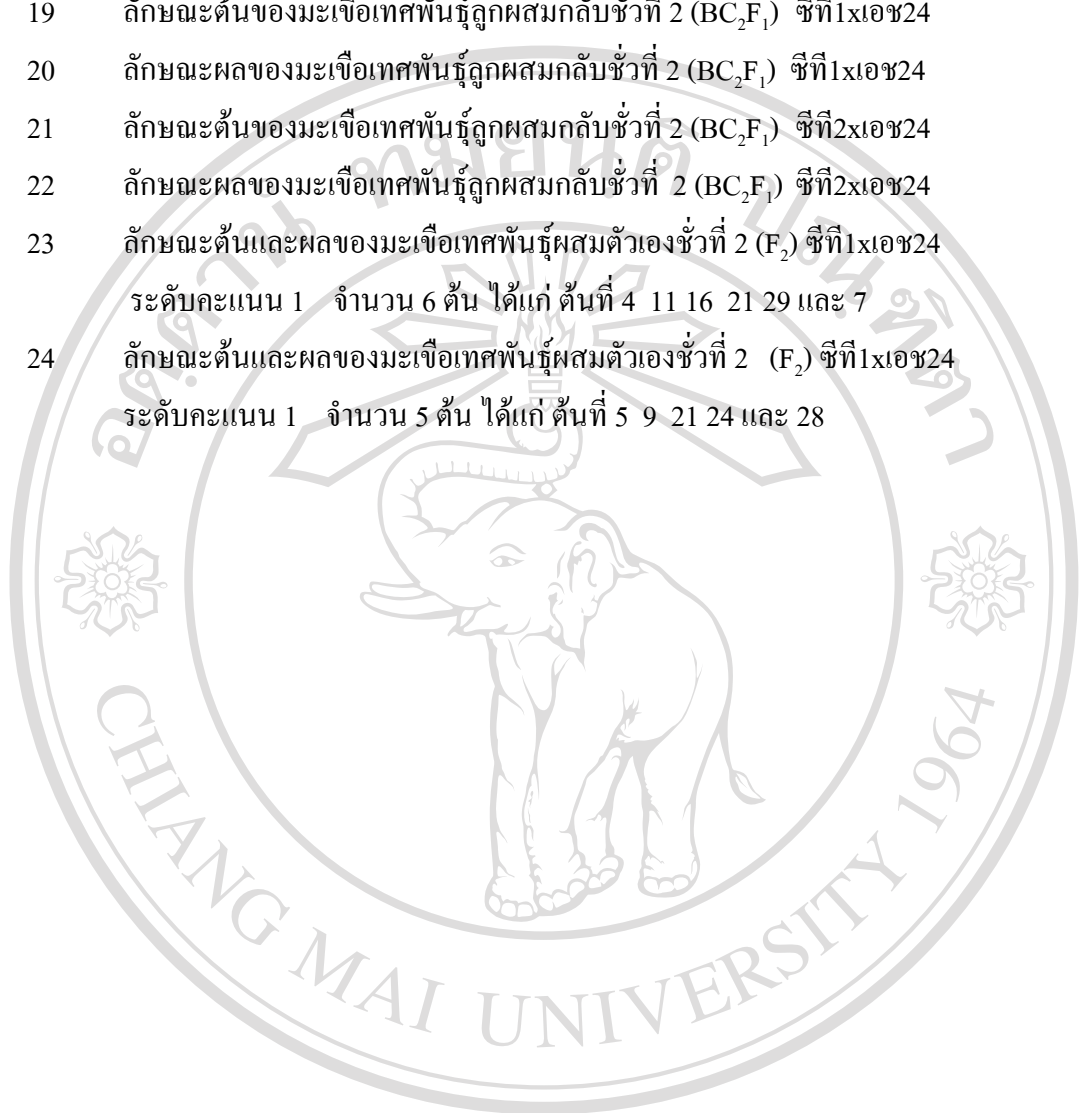 19 ลักษณะต้นของมะเขือเทศพันธุ์ลูกผสมกลับชั่วที่ 2 (BC₂F₁) ซีที1xเอช24
20 ลักษณะผลของมะเขือเทศพันธุ์ลูกผสมกลับชั่วที่ 2 (BC₂F₁) ซีที1xเอช24
21 ลักษณะต้นของมะเขือเทศพันธุ์ลูกผสมกลับชั่วที่ 2 (BC₂F₁) ซีที2xเอช24
22 ลักษณะผลของมะเขือเทศพันธุ์ลูกผสมกลับชั่วที่ 2 (BC₂F₁) ซีที2xเอช24
23 ลักษณะต้นและผลของมะเขือเทศพันธุ์ผสมตัวเองชั่วที่ 2 (F₂) ซีที1xเอช24
ระดับคะแนน 1 จำนวน 6 ต้น ได้แก่ ต้นที่ 4 11 16 21 29 และ 7
24 ลักษณะต้นและผลของมะเขือเทศพันธุ์ผสมตัวเองชั่วที่ 2 (F₂) ซีที1xเอช24
ระดับคะแนน 1 จำนวน 5 ต้น ได้แก่ ต้นที่ 5 9 21 24 และ 28
อตฺตานํ ทมยนฺติ ปณฺฑิตา
CHIANG MAI UNIVERSITY 1964